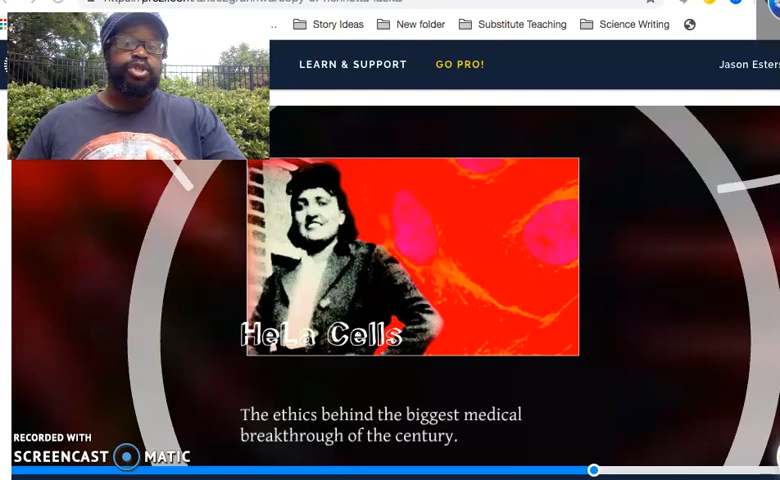 Story Ideas
New folder
Substitute Teaching
Science Writing
LEARN & SUPPORT
GO PRO!
Jason Esters
HeLa Cells
The ethics behind the biggest medical
breakthrough of the century.
RECORDED WITH
SCREENCAST MATIC